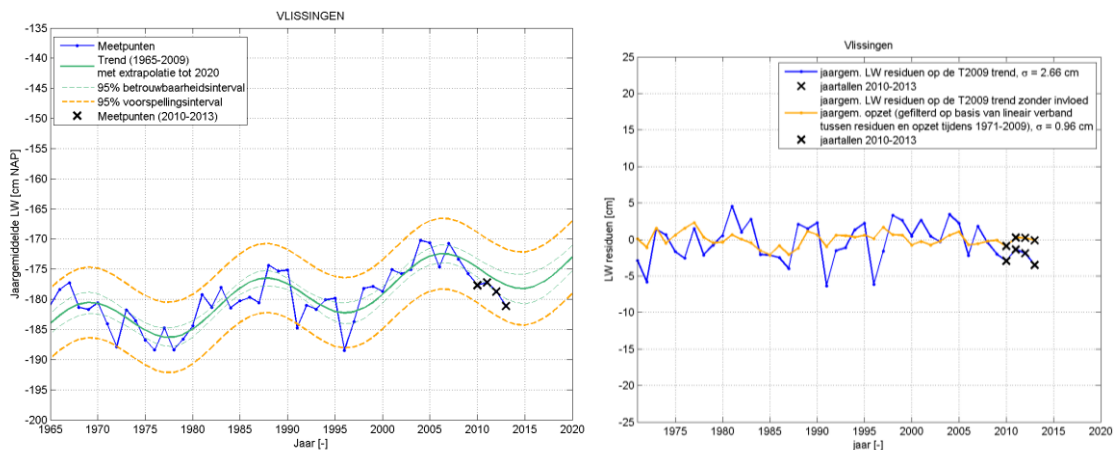 VLISSINGEN
-135
-140
-145
-150
-155
-160
-165
-170
-175
-180
-185
-190
-195
-200
Jaargemiddelde LW [cm NAP]
Meetpunten
Trend (1965-2009)
met extrapolatie tot 2020
95% betrouwbaarheidsinterval
95% voorspellingsinterval
Meetpunten (2010-2013)
1965 1970 1975 1980 1985 1990 1995 2000 2005 2010 2015 2020
Jaar [-]
Vlissingen
25
20
15
10
5
0
-5
-10
-15
-20
-25
LW residuen [cm]
jaargem. LW residuen op de T2009 trend, σ = 2.66 cm
jaartallen 2010-2013
jaargem. LW residuen op de T2009 trend zonder invloed
jaargem. opzet (gefilterd op basis van lineair verband
tussen residuen en opzet tijdens 1971-2009), σ = 0.96 cm
jaartallen 2010-2013
1975 1980 1985 1990 1995 2000 2005 2010 2015 2020
jaar [-]